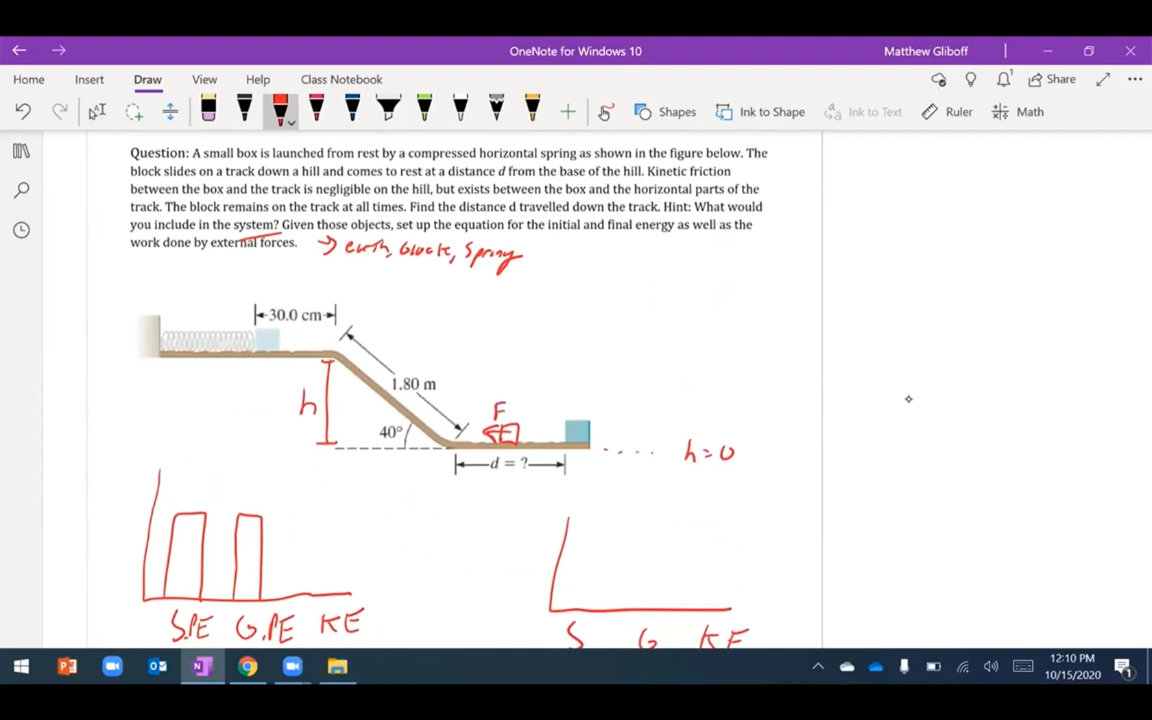 OneNote for Windows 10
Matthew Gliboff
Home Insert Draw View Help Class Notebook
Share
Shapes Ink to Shape Ink to Text Ruler Math
Question: A small box is launched from rest by a compressed horizontal spring as shown in the figure below. The
block slides on a track down a hill and comes to rest at a distance d from the base of the hill. Kinetic friction
between the box and the track is negligible on the hill, but exists between the box and the horizontal parts of the
track. The block remains on the track at all times. Find the distance d travelled down the track. Hint: What would
you include in the system? Given those objects, set up the equation for the initial and final energy as well as the
work done by external forces.
→ earth, block, spring
30.0 cm
1.80 m
h
F
40°
d = ?
h = 0
S.PE G.PE KE
S G KE
12:10 PM
10/15/2020
1